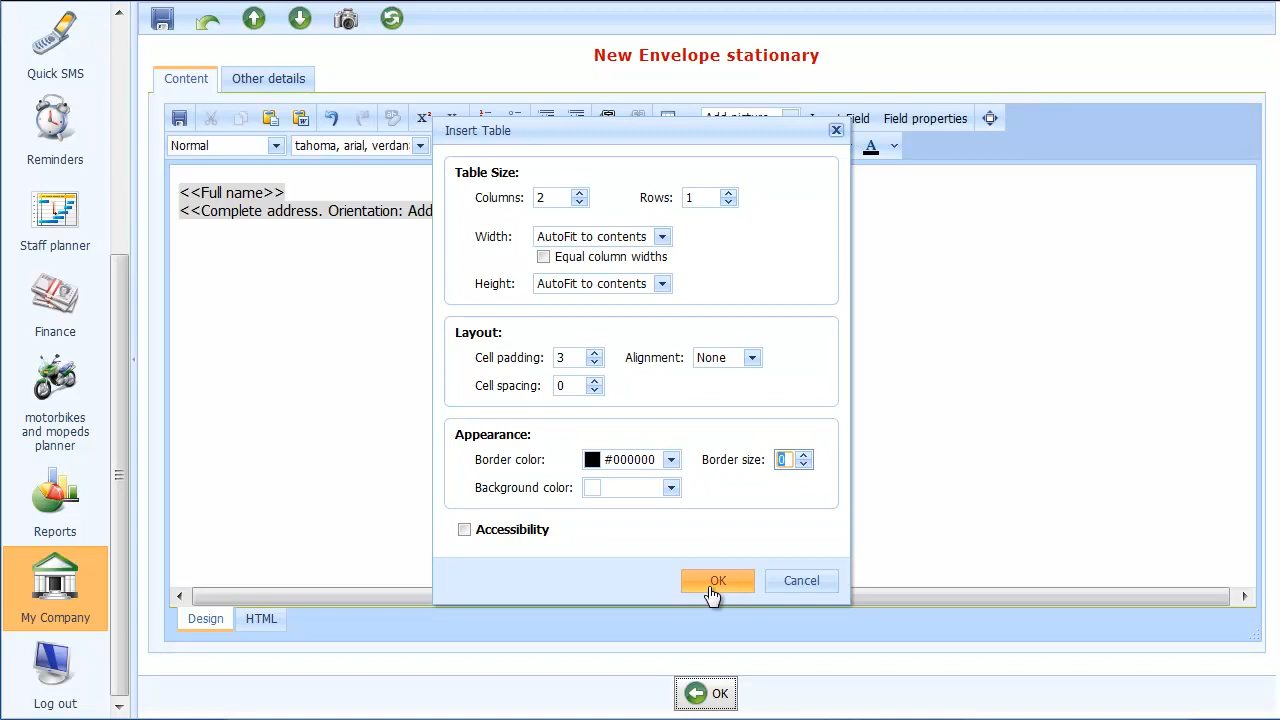 Quick SMS
Reminders
Staff planner
Finance
motorbikes
and mopeds
planner
Reports
My Company
Log out
New Envelope stationary
Content
Other details
Field
Field properties
Normal
tahoma, arial, verdan
A
<<Full name>>
<<Complete address. Orientation: Add
Insert Table
Table Size:
Columns: 2 Rows: 1
Width: AutoFit to contents
Equal column widths
Height: AutoFit to contents
Layout:
Cell padding: 3 Alignment: None
Cell spacing: 0
Appearance:
Border color: #000000 Border size: 0
Background color:
Accessibility
OK Cancel
Design HTML
OK